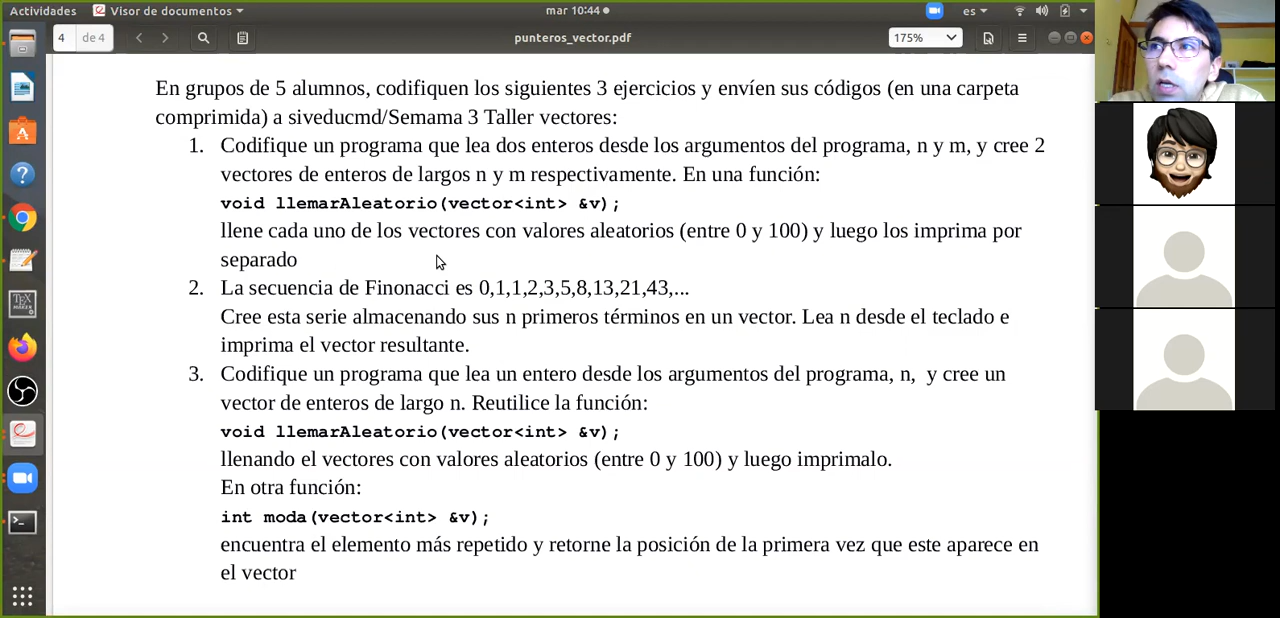 Actividades
Visor de documentos
mar 10:44
es
4 de 4
punteros_vector.pdf
175%
En grupos de 5 alumnos, codifiquen los siguientes 3 ejercicios y envíen sus códigos (en una carpeta
comprimida) a siveducmd/Semama 3 Taller vectores:
1. Codifique un programa que lea dos enteros desde los argumentos del programa, n y m, y cree 2
vectores de enteros de largos n y m respectivamente. En una función:
void llemarAleatorio(vector<int> &v);
llene cada uno de los vectores con valores aleatorios (entre 0 y 100) y luego los imprima por
separado
2. La secuencia de Finonacci es 0,1,1,2,3,5,8,13,21,43,...
Cree esta serie almacenando sus n primeros términos en un vector. Lea n desde el teclado e
imprima el vector resultante.
3. Codifique un programa que lea un entero desde los argumentos del programa, n, y cree un
vector de enteros de largo n. Reutilice la función:
void llemarAleatorio(vector<int> &v);
llenando el vectores con valores aleatorios (entre 0 y 100) y luego imprimalo.
En otra función:
int moda(vector<int> &v);
encuentra el elemento más repetido y retorne la posición de la primera vez que este aparece en
el vector